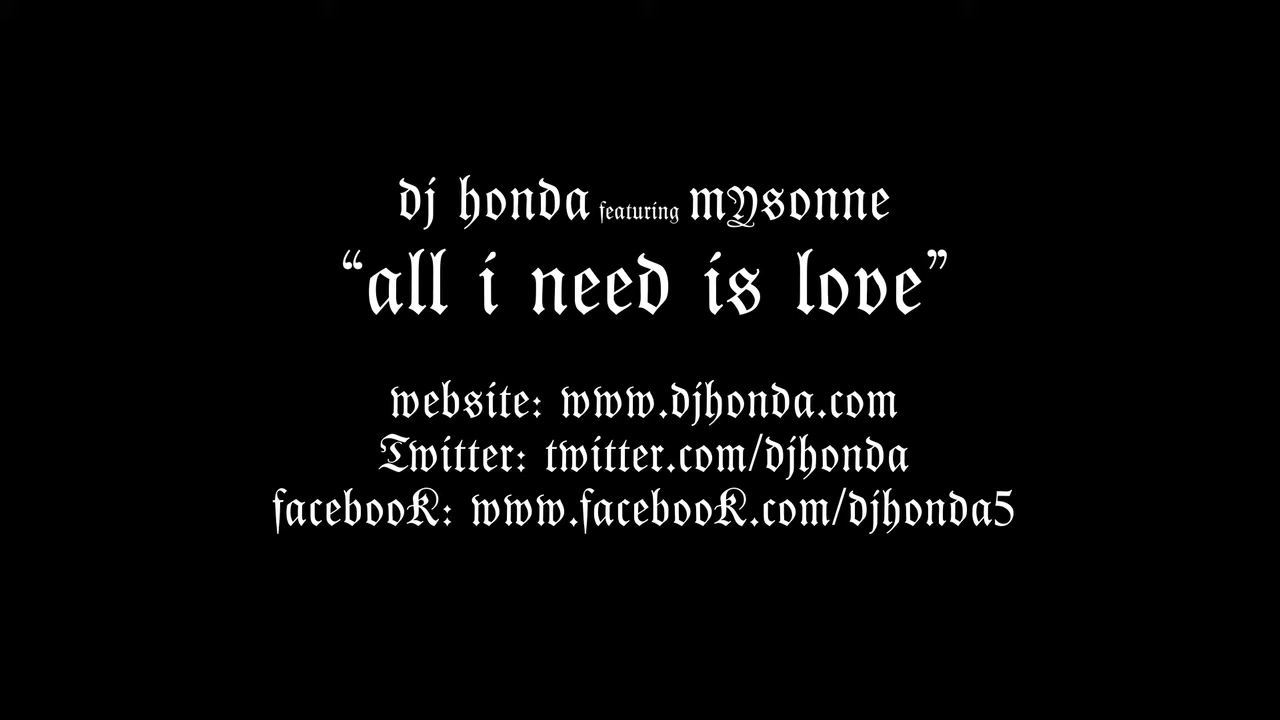 dj honda featuring mYsonne
“all i need is love”
website: www.djhonda.com
Twitter: twitter.com/djhonda
facebooK: www.facebooK.com/djhonda5